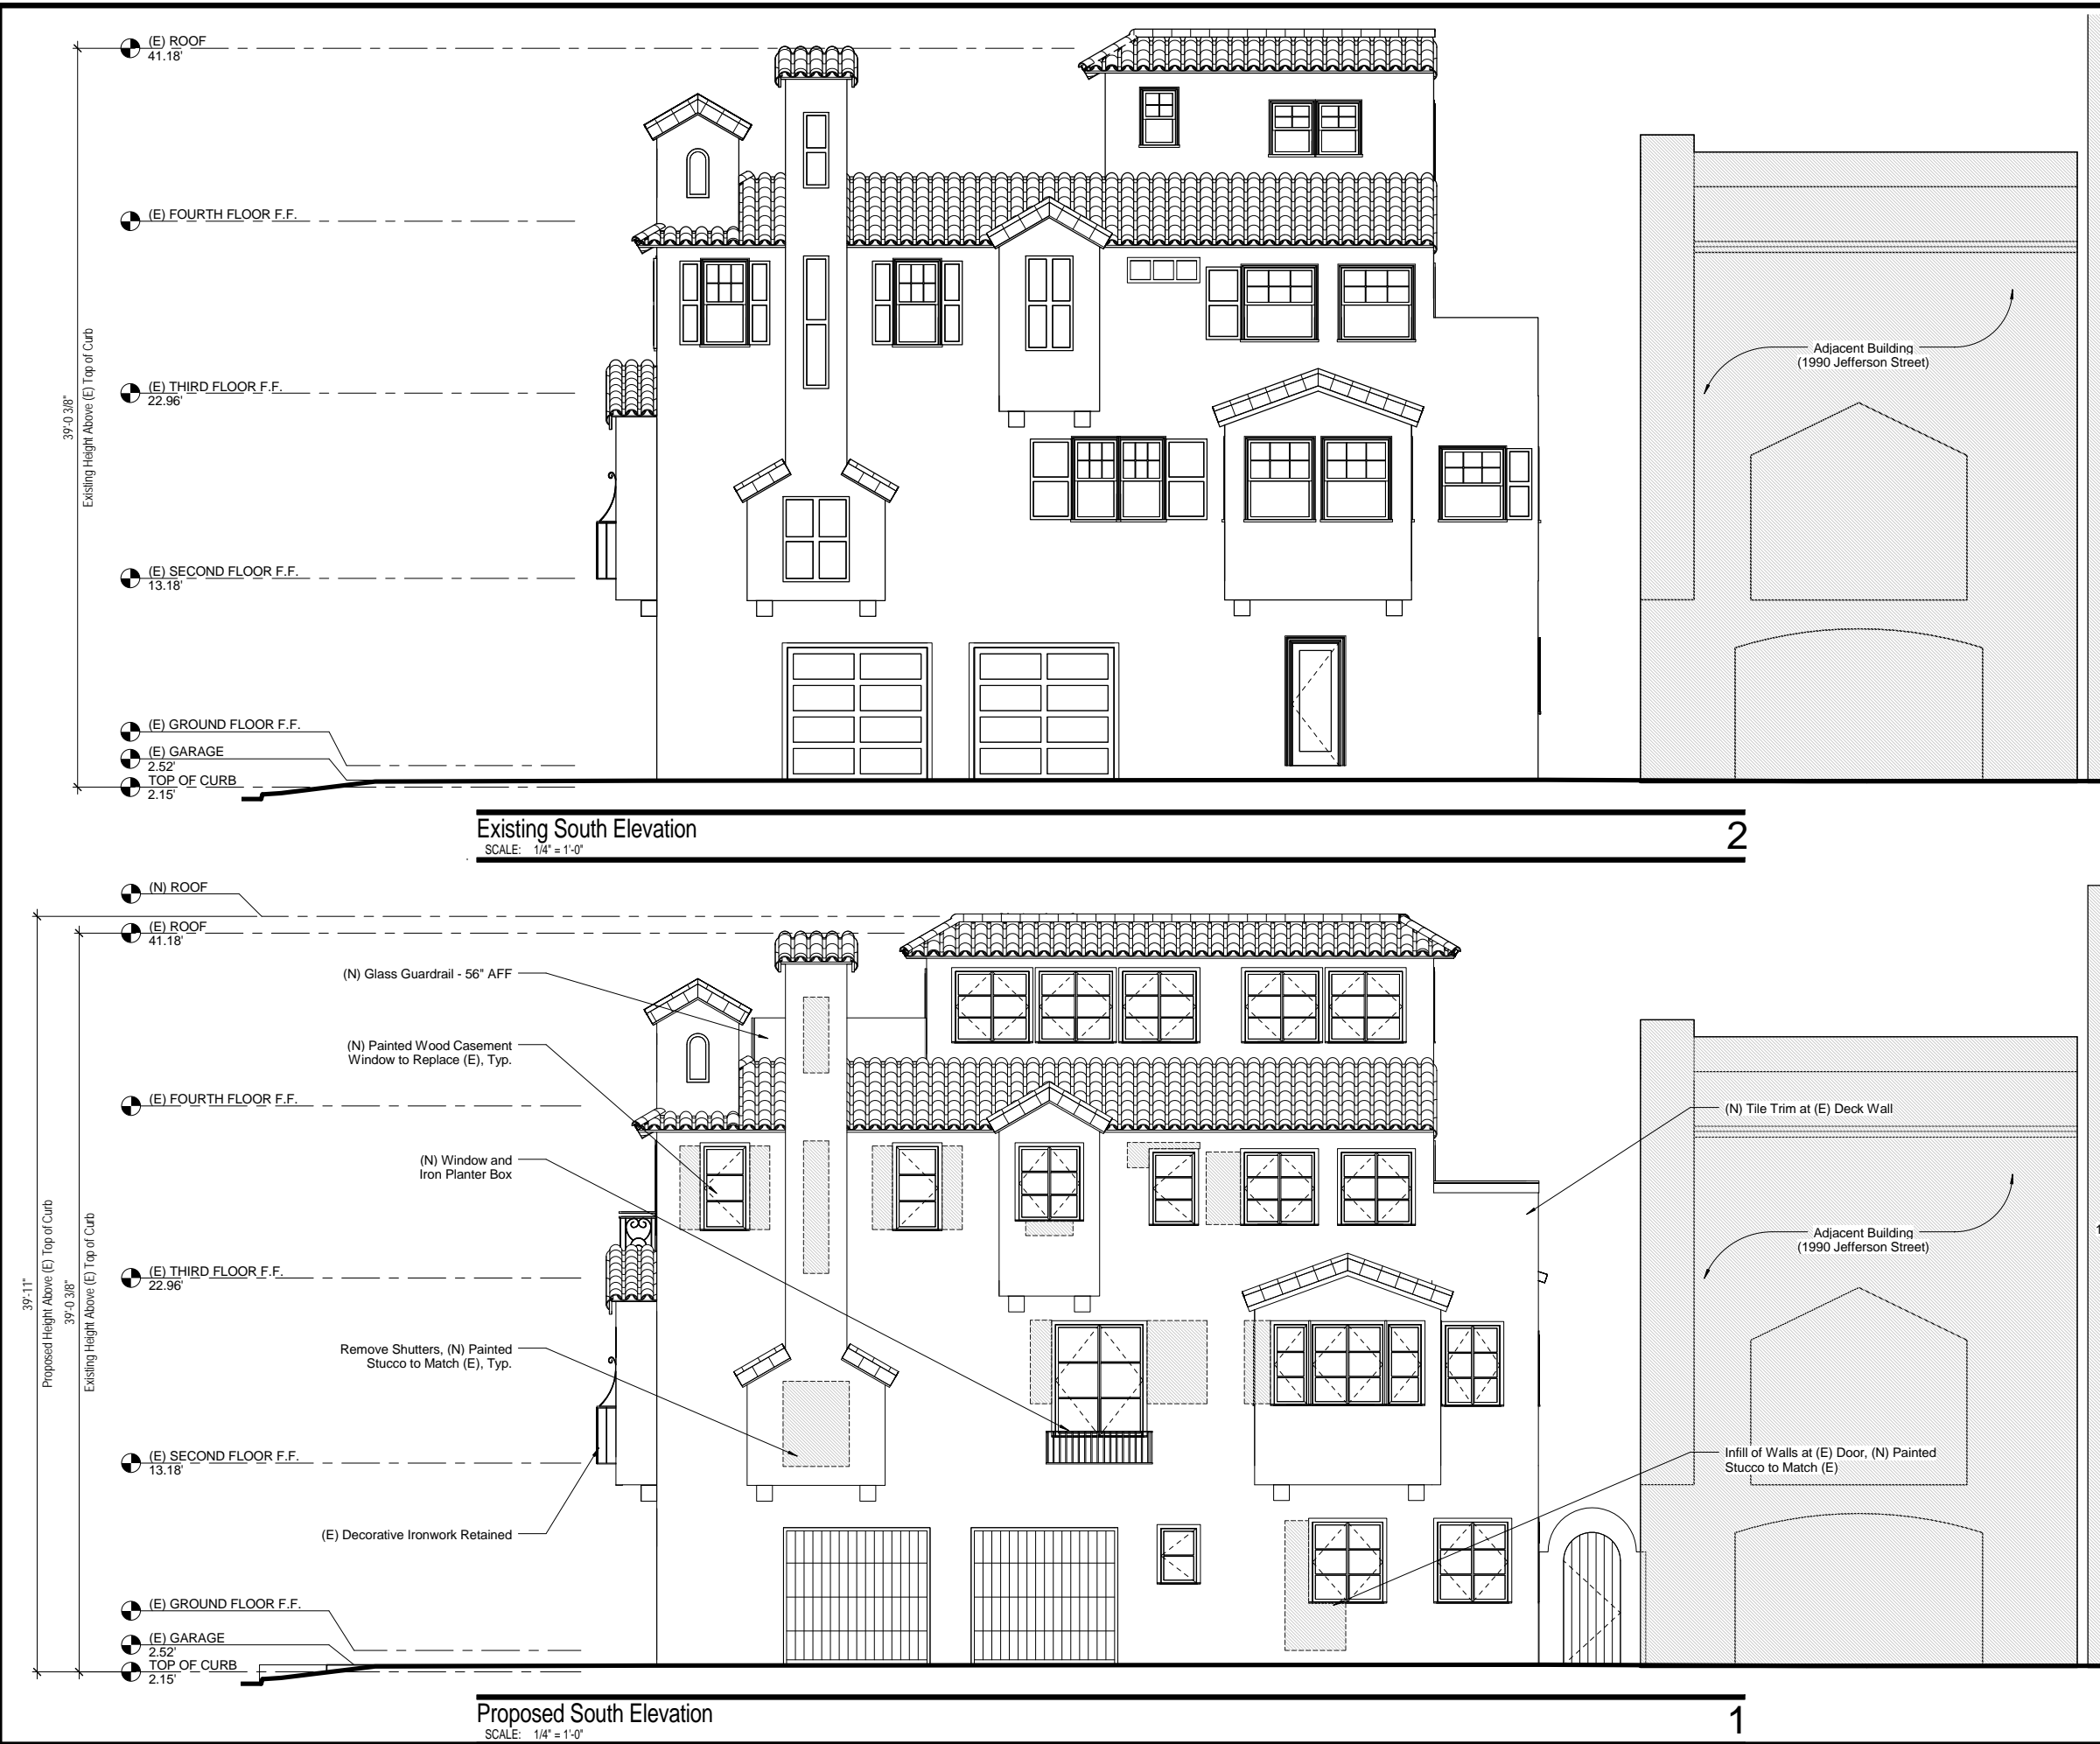 (E) ROOF
41.18'
(E) FOURTH FLOOR F.F.
(E) THIRD FLOOR F.F.
22.96'
(E) SECOND FLOOR F.F.
13.18'
(E) GROUND FLOOR F.F.
(E) GARAGE
2.52'
TOP OF CURB
2.15'
39'-0 3/8"
Existing Height Above (E) Top of Curb
Adjacent Building
(1990 Jefferson Street)
Existing South Elevation
SCALE: 1/4" = 1'-0"
2
(N) ROOF
(E) ROOF
41.18'
(E) FOURTH FLOOR F.F.
(E) THIRD FLOOR F.F.
22.96'
(E) SECOND FLOOR F.F.
13.18'
(E) GROUND FLOOR F.F.
(E) GARAGE
2.52'
TOP OF CURB
2.15'
39'-11"
Proposed Height Above (E) Top of Curb
39'-0 3/8"
Existing Height Above (E) Top of Curb
(N) Glass Guardrail - 56" AFF
(N) Painted Wood Casement
Window to Replace (E), Typ.
(N) Window and
Iron Planter Box
Remove Shutters, (N) Painted
Stucco to Match (E), Typ.
(E) Decorative Ironwork Retained
(N) Tile Trim at (E) Deck Wall
Adjacent Building
(1990 Jefferson Street)
Infill of Walls at (E) Door, (N) Painted
Stucco to Match (E)
Proposed South Elevation
SCALE: 1/4" = 1'-0"
1